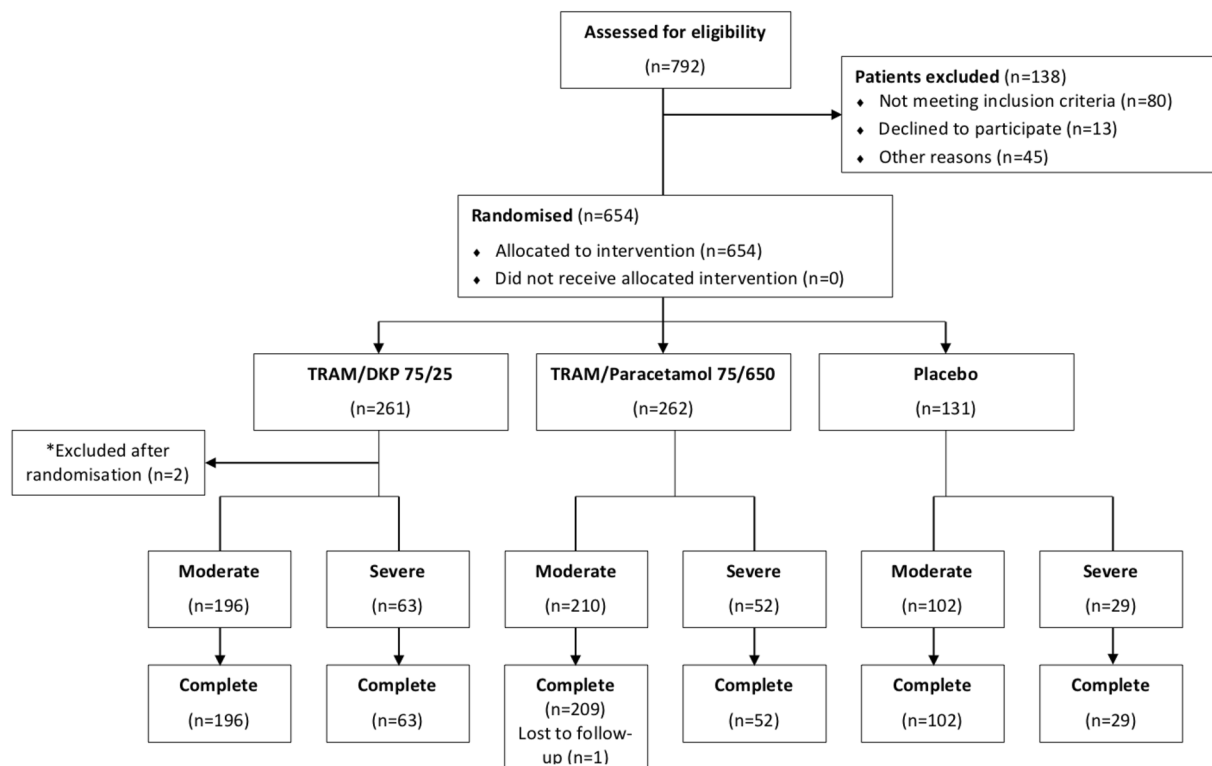 Assessed for eligibility
(n=792)
Patients excluded (n=138)
♦ Not meeting inclusion criteria (n=80)
♦ Declined to participate (n=13)
♦ Other reasons (n=45)
Randomised (n=654)
♦ Allocated to intervention (n=654)
♦ Did not receive allocated intervention (n=0)
TRAM/DKP 75/25
(n=261)
TRAM/Paracetamol 75/650
(n=262)
Placebo
(n=131)
*Excluded after
randomisation (n=2)
Moderate
(n=196)
Severe
(n=63)
Moderate
(n=210)
Severe
(n=52)
Moderate
(n=102)
Severe
(n=29)
Complete
(n=196)
Complete
(n=63)
Complete
(n=209)
Lost to follow-
up (n=1)
Complete
(n=52)
Complete
(n=102)
Complete
(n=29)